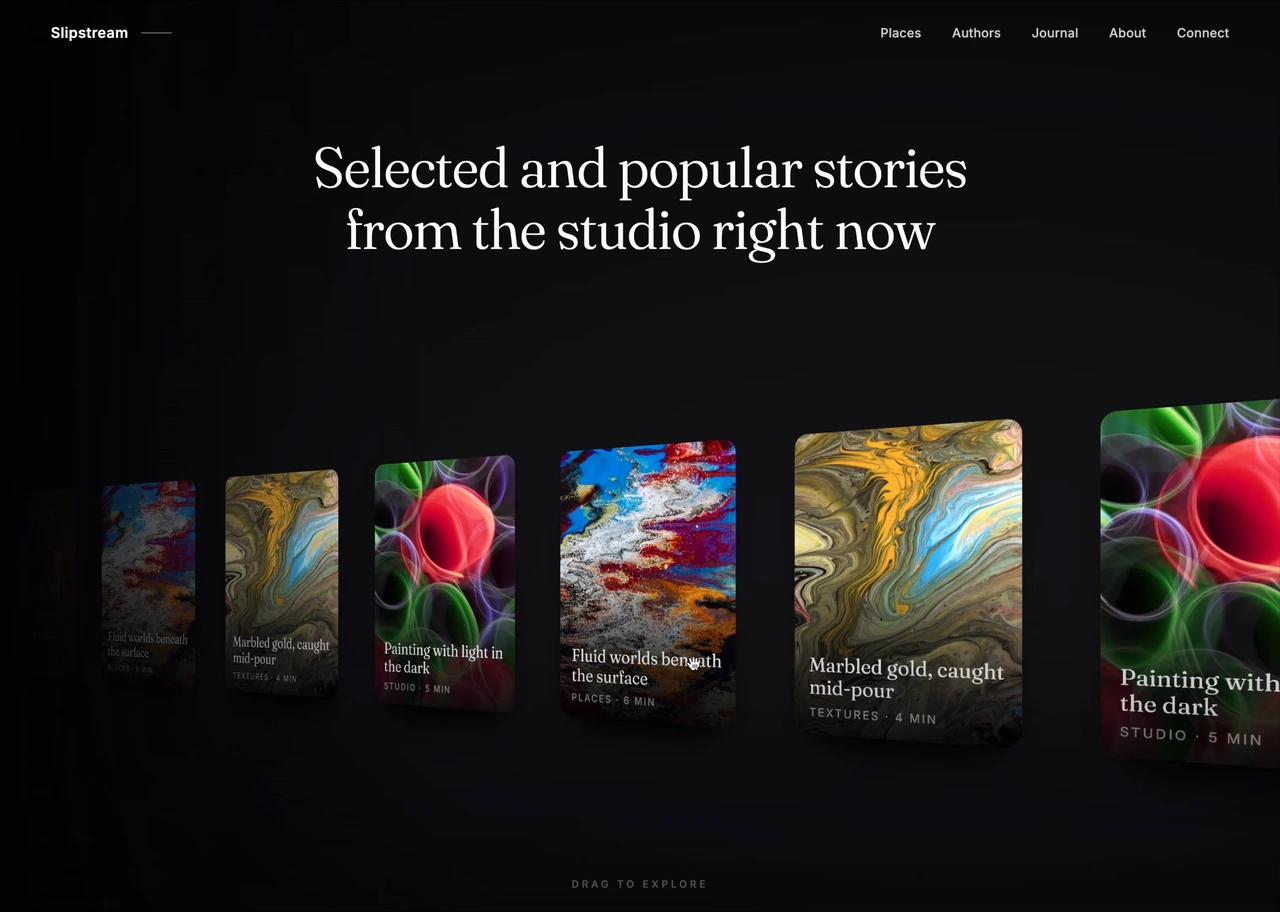 Slipstream
Places
Authors
Journal
About
Connect
Selected and popular stories
from the studio right now
Fluid worlds beneath
the surface
PLACES · 6 MIN
Marbled gold, caught
mid-pour
TEXTURES · 4 MIN
Painting with light in
the dark
STUDIO · 5 MIN
Fluid worlds beneath
the surface
PLACES · 6 MIN
Marbled gold, caught
mid-pour
TEXTURES · 4 MIN
Painting with
the dark
STUDIO · 5 MIN
DRAG TO EXPLORE